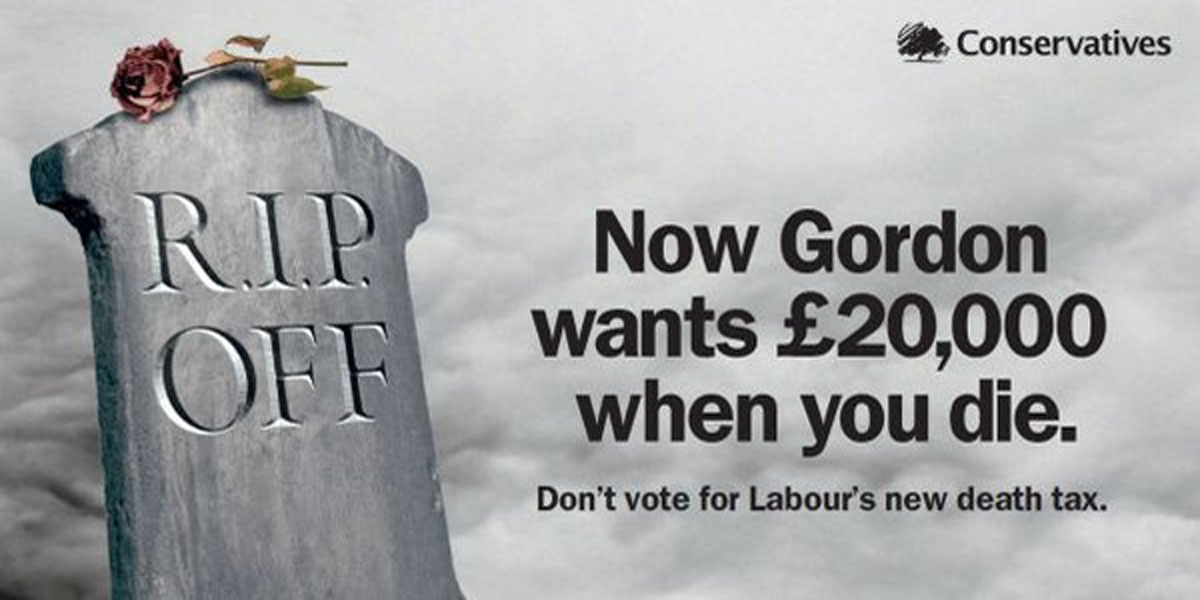 Conservatives
R.I.P.
OFF
Now Gordon
wants £20,000
when you die.
Don’t vote for Labour’s new death tax.